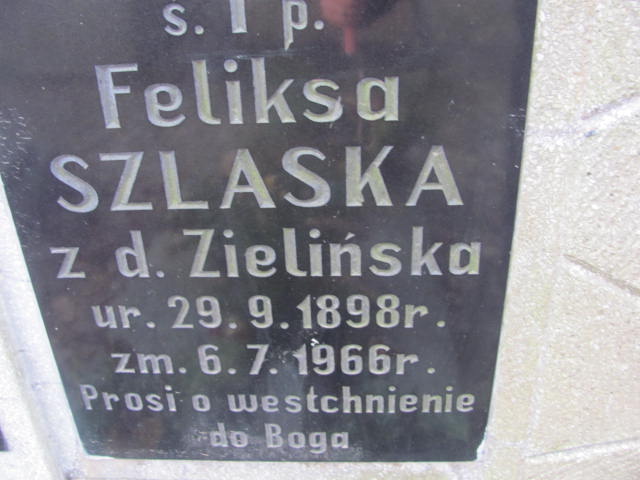 ś. † p.
Feliksa
SZLASKA
z d. Zielińska
ur. 29.9.1898r.
zm. 6.7.1966r.
Prosi o westchnienie
do Boga